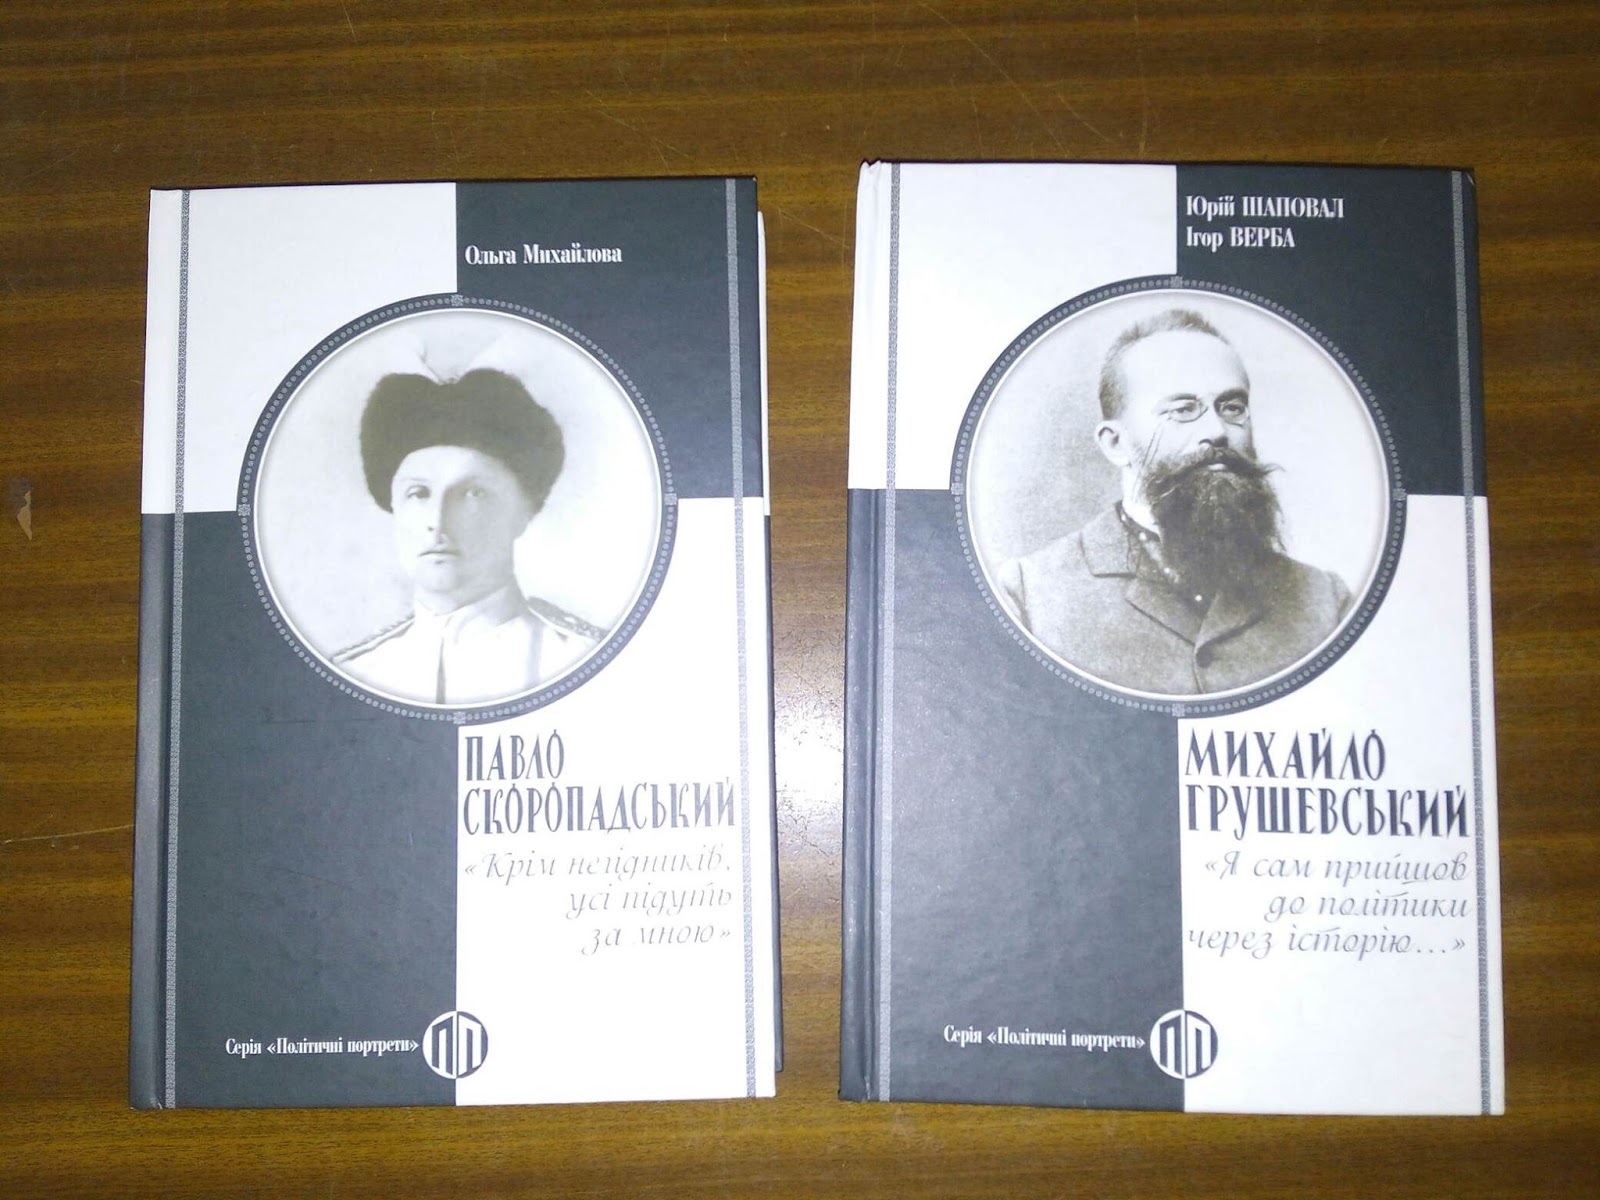 Ольга Михайлова
ПАВЛО
СКОРОПАДСЬКИЙ
«Крім негідників,
усі підуть
за мною»
Серія «Політичні портрети»
ПП
Юрій ШАПОВАЛ
Ігор ВЕРБА
МИХАЙЛО
ГРУШЕВСЬКИЙ
«Я сам прийшов
до політики
через історію...»
Серія «Політичні портрети»
ПП